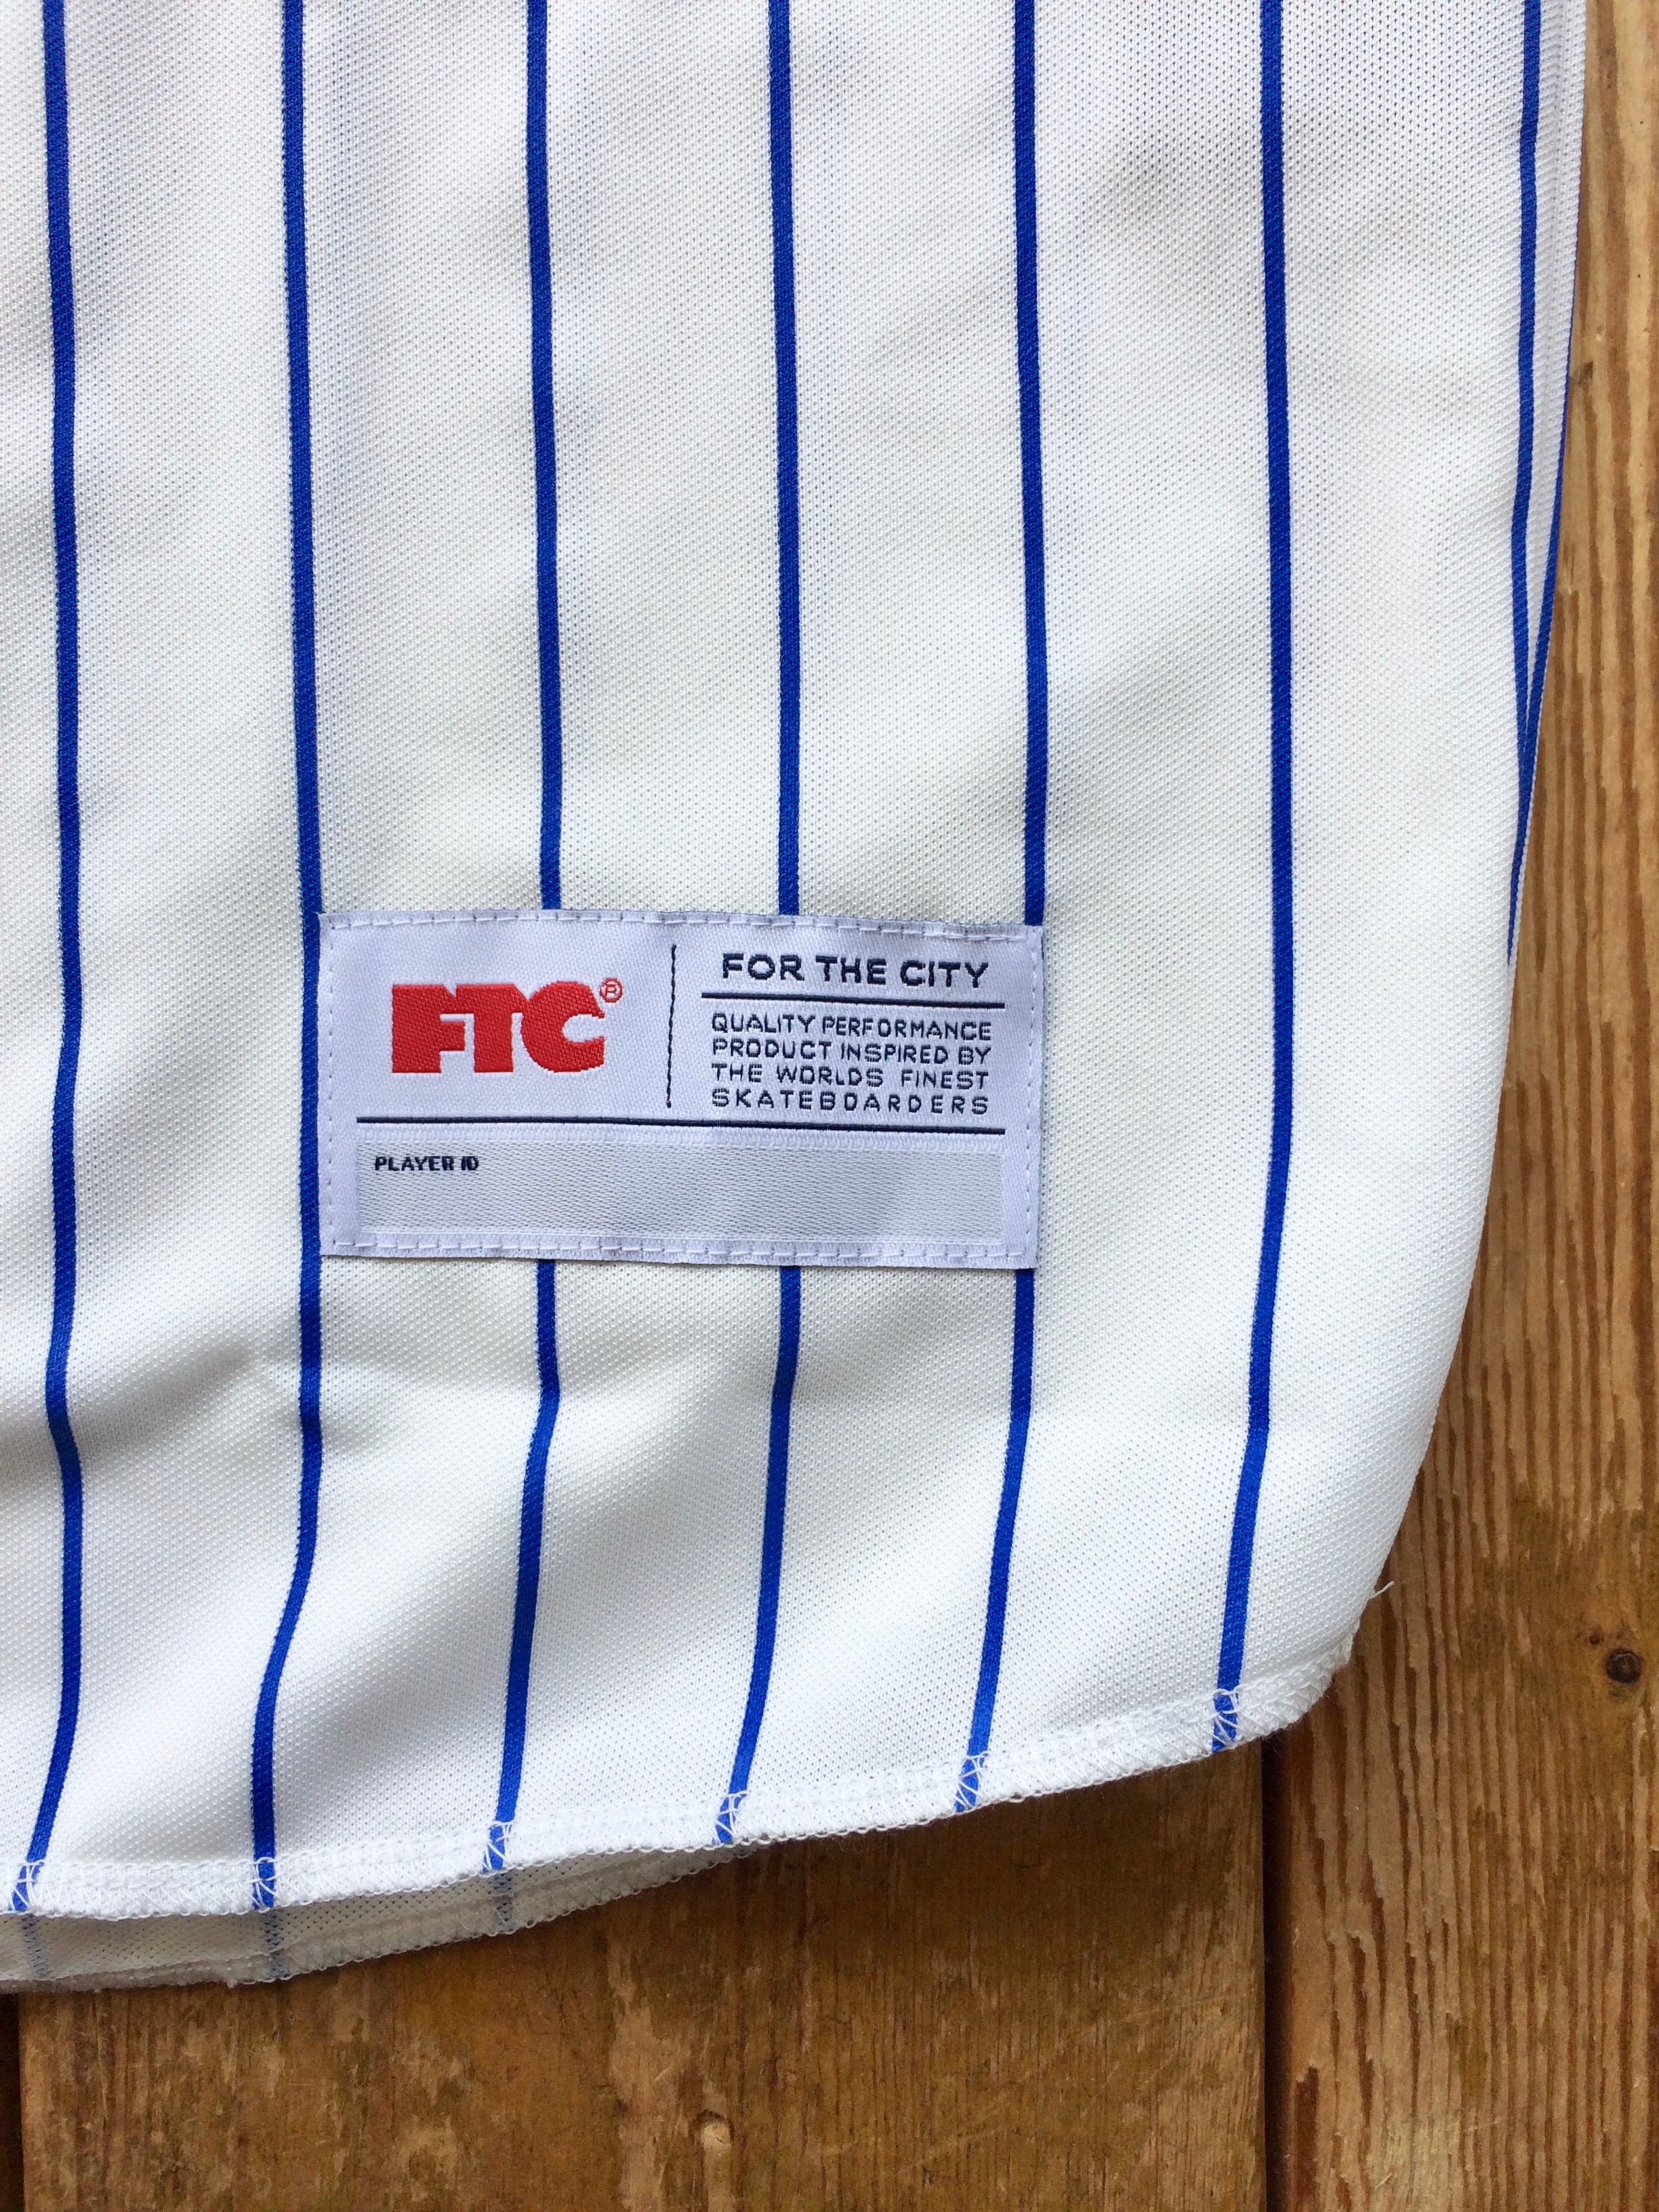 FTC®
FOR THE CITY
QUALITY PERFORMANCE
PRODUCT INSPIRED BY
THE WORLDS FINEST
SKATEBOARDERS
PLAYER ID